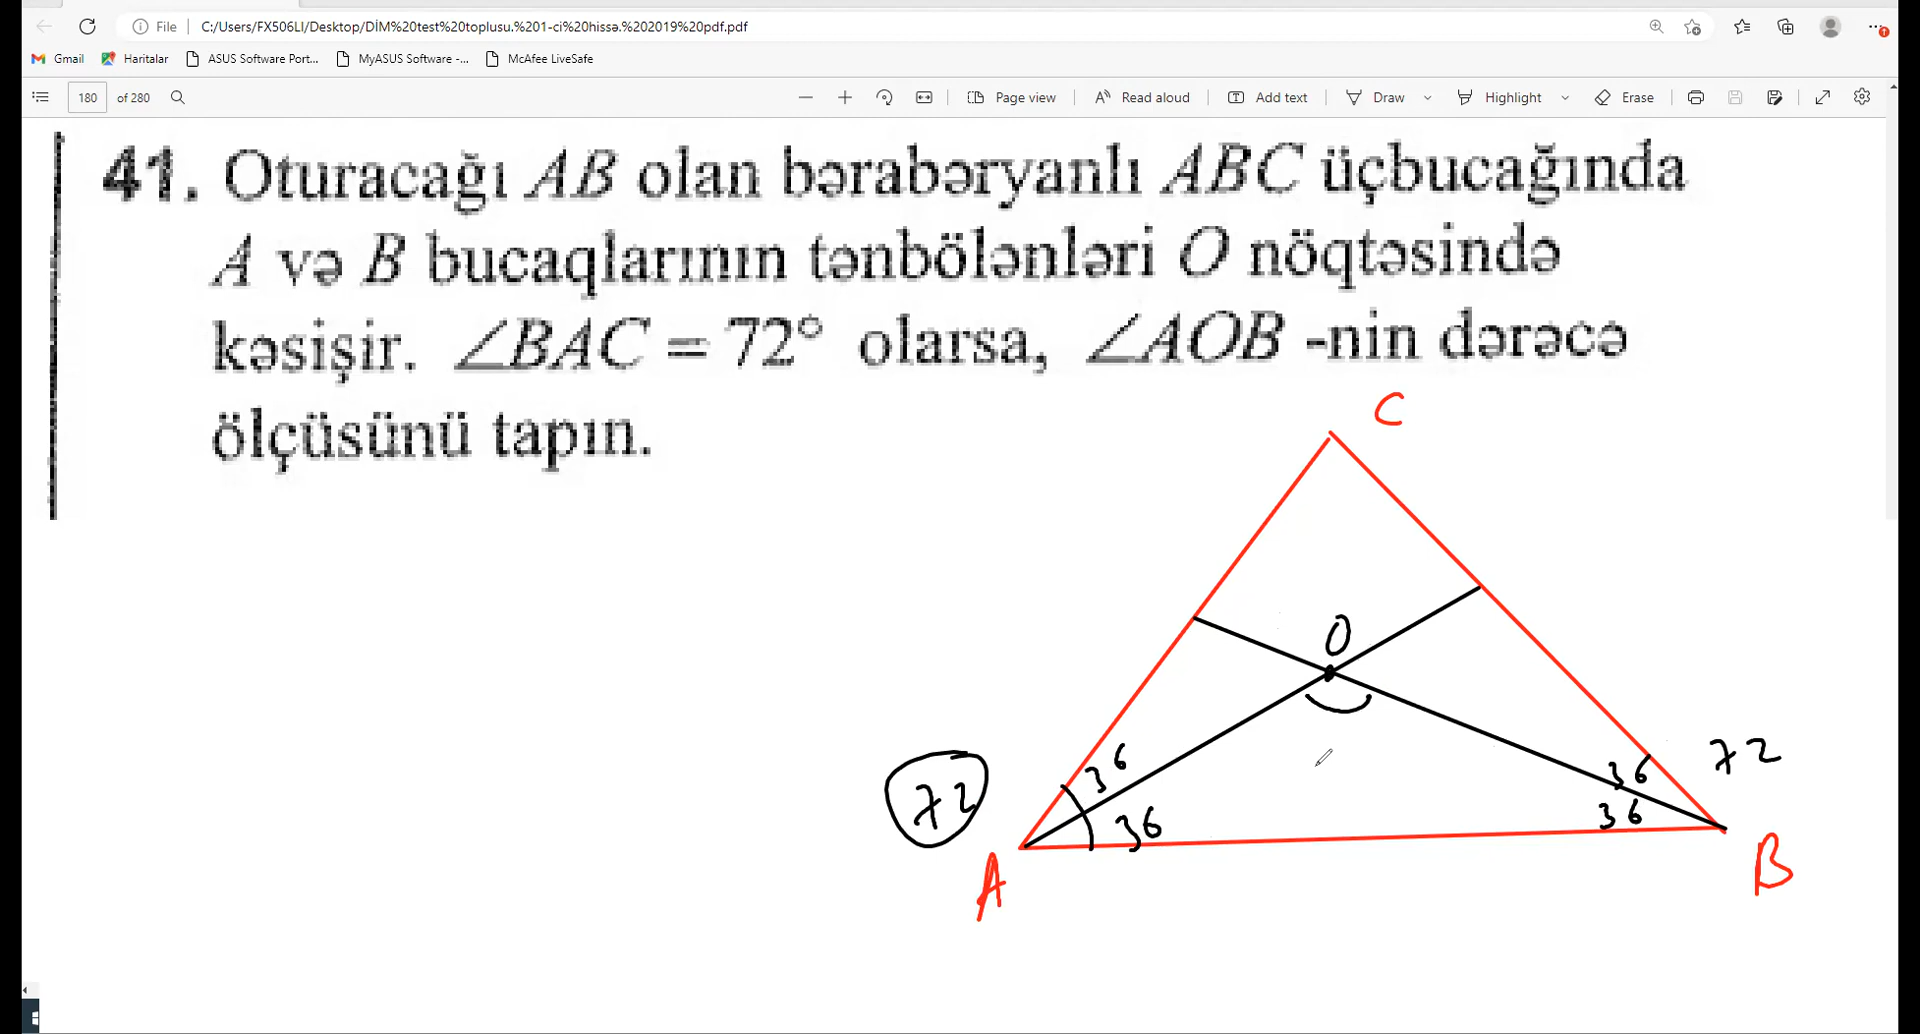 File C:/Users/FX506LI/Desktop/DİM%20test%20toplusu.%201-ci%20hissə.%202019%20pdf.pdf
Gmail Haritalar ASUS Software Port... MyASUS Software -... McAfee LiveSafe
180 of 280 Page view Read aloud Add text Draw Highlight Erase
41. Oturacağı AB olan bərabəryanlı ABC üçbucağında
A və B bucaqlarının tənbölənləri O nöqtəsində
kəsişir. ∠BAC = 72° olarsa, ∠AOB -nin dərəcə
ölçüsünü tapın.
C
O
72 36 36 72
36 36
A B